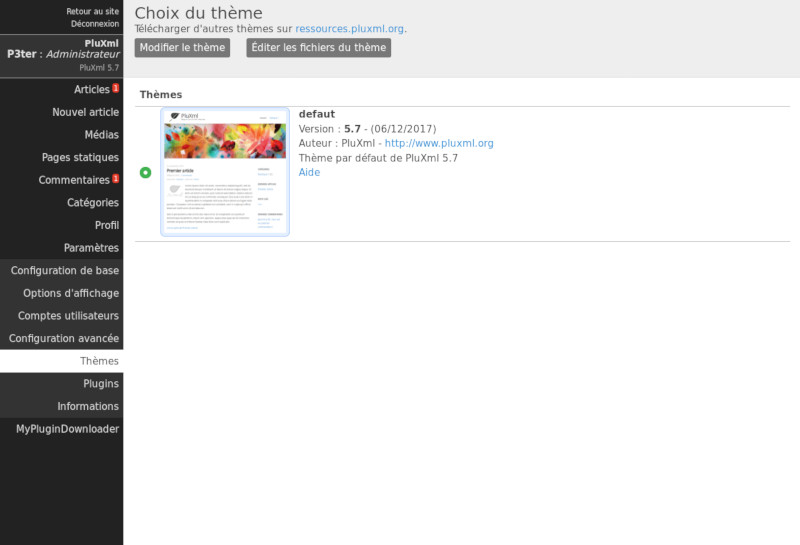 Retour au site
Déconnexion
PluXml
P3ter : Administrateur
PluXml 5.7
Articles 1
Nouvel article
Médias
Pages statiques
Commentaires 1
Catégories
Profil
Paramètres
Configuration de base
Options d'affichage
Comptes utilisateurs
Configuration avancée
Thèmes
Plugins
Informations
MyPluginDownloader
Choix du thème
Télécharger d'autres thèmes sur ressources.pluxml.org.
Modifier le thème
Éditer les fichiers du thème
Thèmes
PluXml
Premier article
defaut
Version : 5.7 - (06/12/2017)
Auteur : PluXml - http://www.pluxml.org
Thème par défaut de PluXml 5.7
Aide